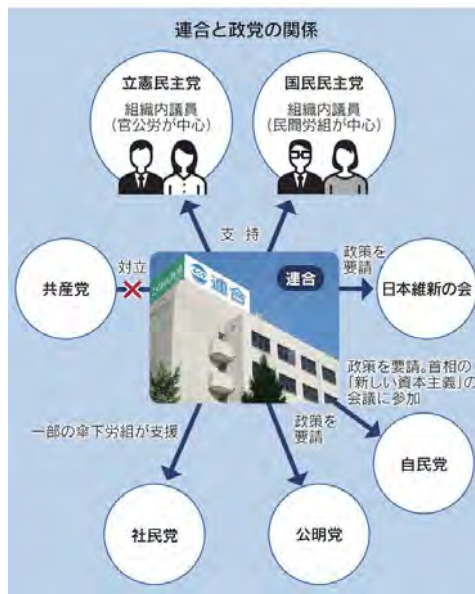 連合と政党の関係
立憲民主党
組織内議員
（官公労が中心）
国民民主党
組織内議員
（民間労組が中心）
支持
共産党
対立
連合
連合
政策を
要請
日本維新の会
政策を要請。首相の
「新しい資本主義」の
会議に参加
自民党
一部の傘下労組が支援
社民党
政策を
要請
公明党